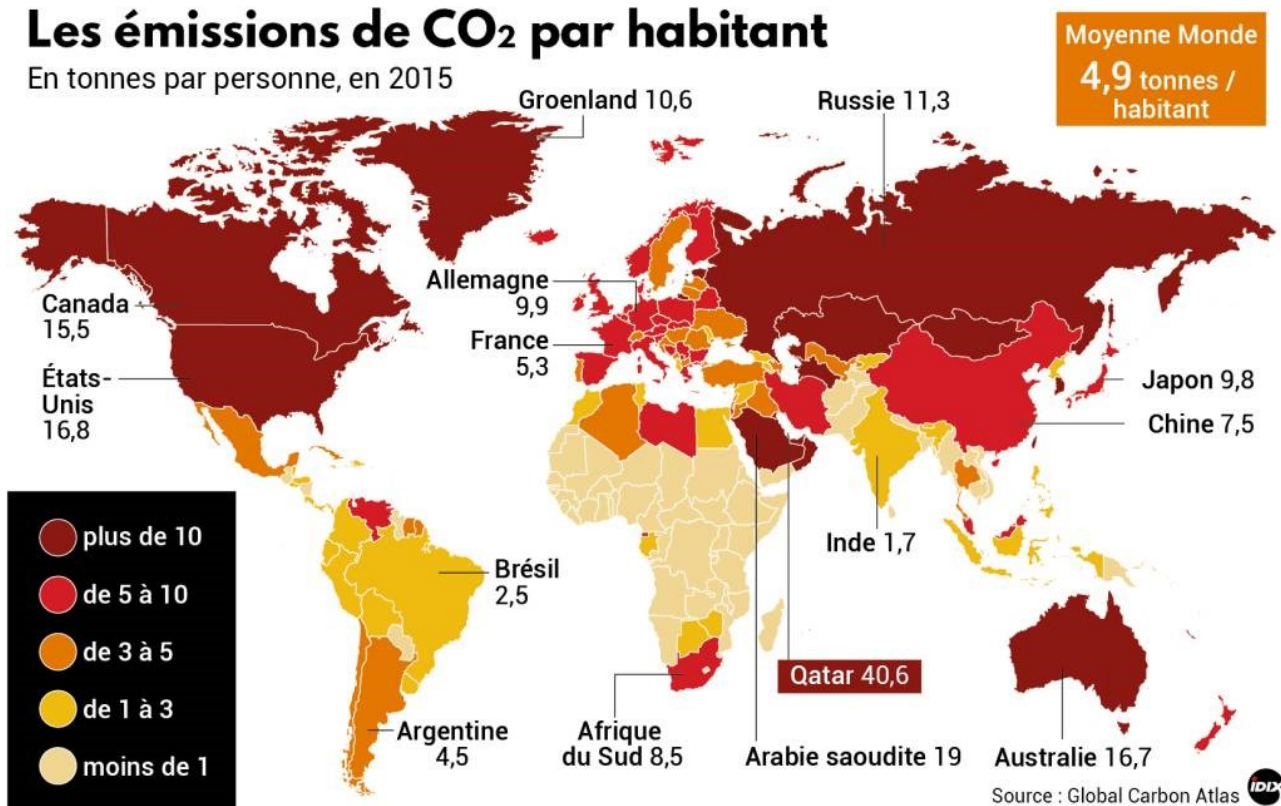 Les émissions de CO₂ par habitant
En tonnes par personne, en 2015
Moyenne Monde
4,9 tonnes /
habitant
Groenland 10,6
Russie 11,3
Canada
15,5
États-
Unis
16,8
Allemagne
9,9
France
5,3
Japon 9,8
Chine 7,5
Inde 1,7
Brésil
2,5
Argentine
4,5
Afrique
du Sud 8,5
Qatar 40,6
Arabie saoudite 19
Australie 16,7
plus de 10
de 5 à 10
de 3 à 5
de 1 à 3
moins de 1
Source : Global Carbon Atlas
IDIX